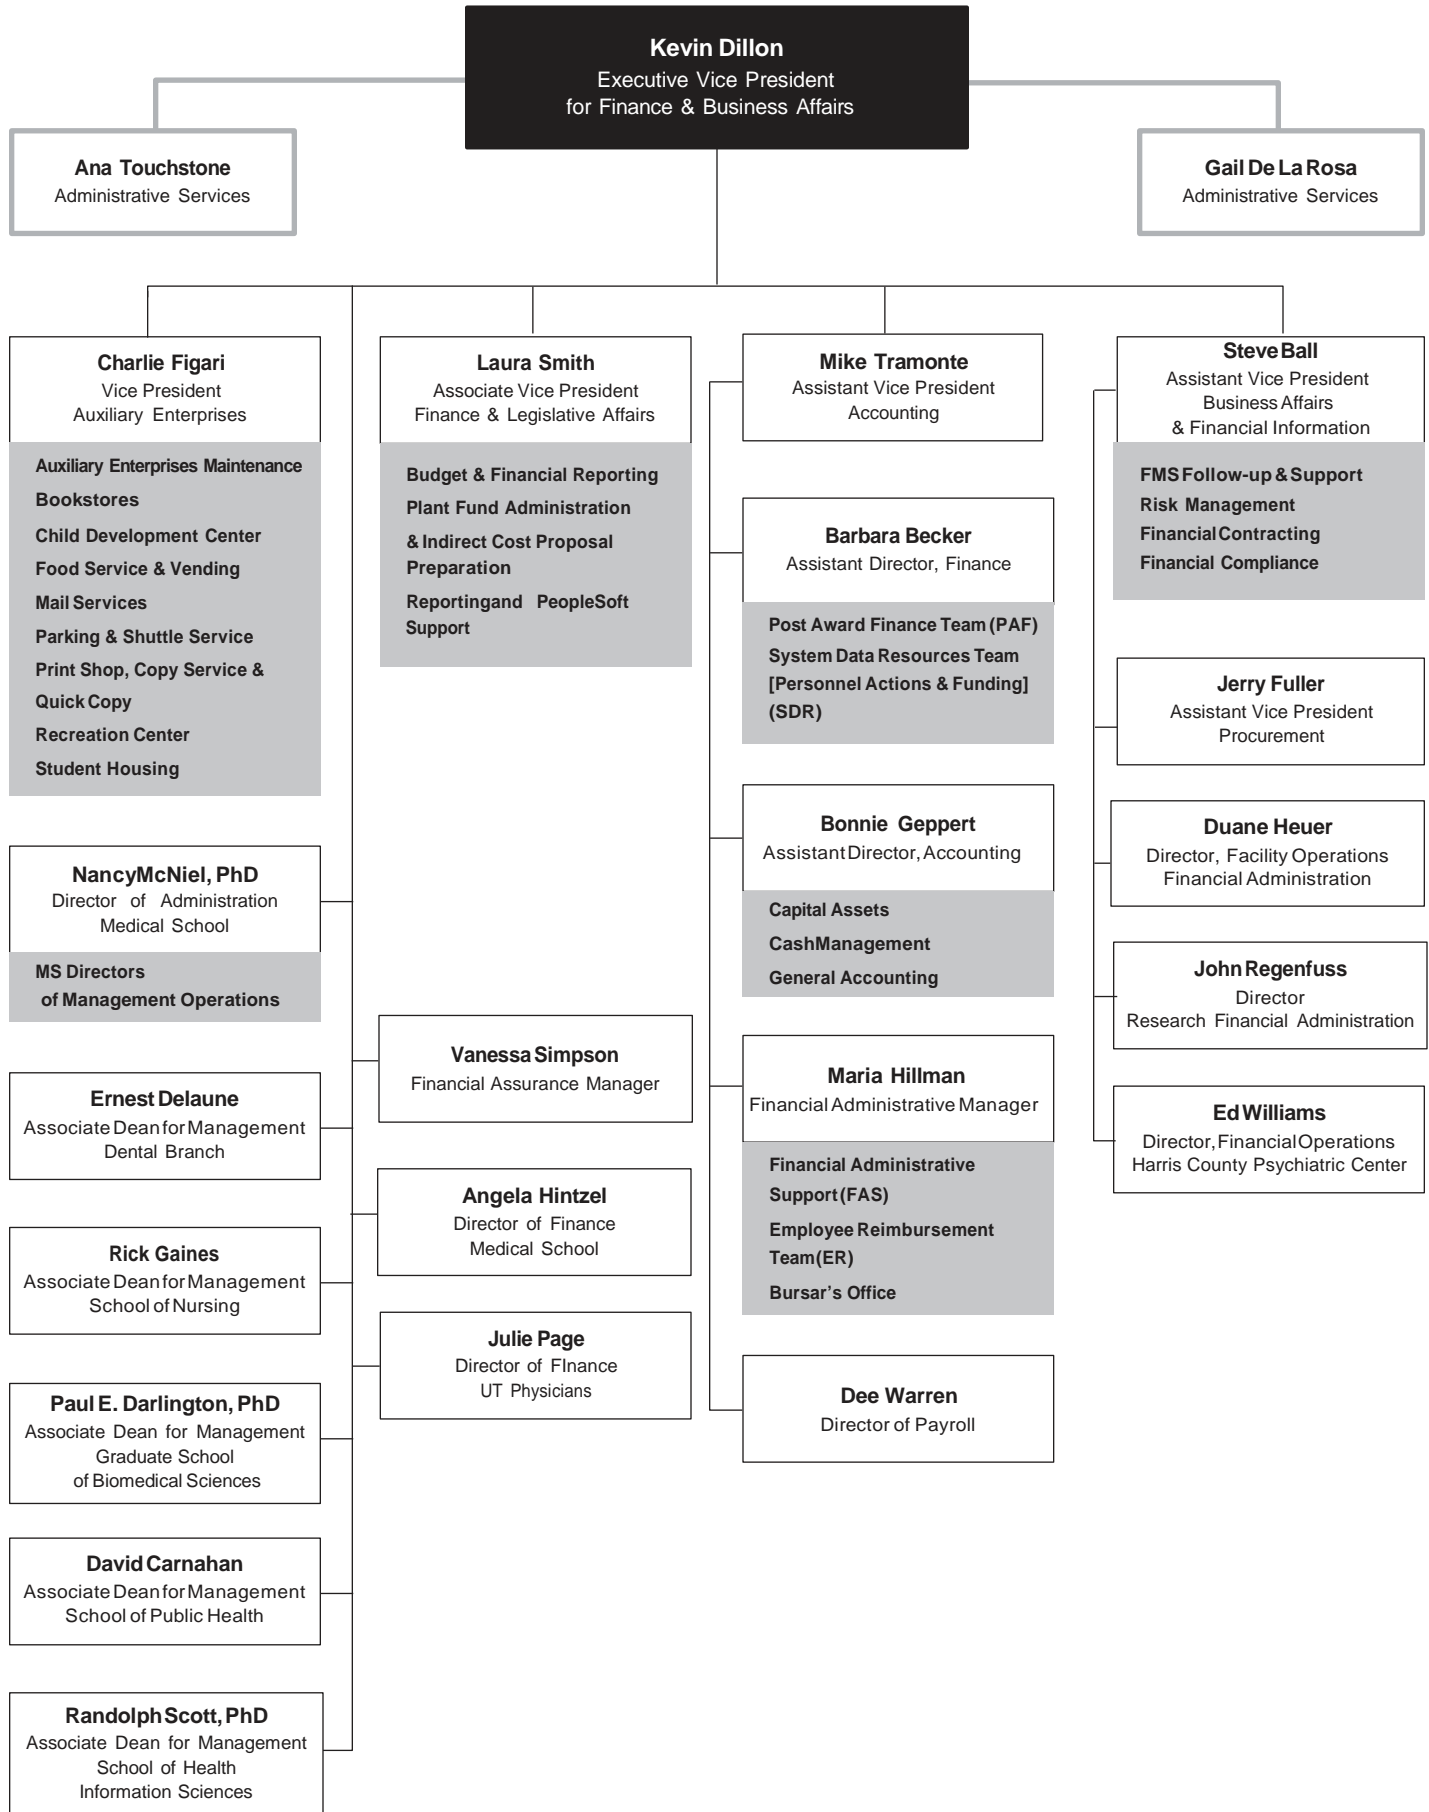 Kevin Dillon
Executive Vice President
for Finance & Business Affairs
Ana Touchstone
Administrative Services
Gail De La Rosa
Administrative Services
Charlie Figari
Vice President
Auxiliary Enterprises
Auxiliary Enterprises Maintenance
Bookstores
Child Development Center
Food Service & Vending
Mail Services
Parking & Shuttle Service
Print Shop, Copy Service &
Quick Copy
Recreation Center
Student Housing
Nancy McNiel, PhD
Director of Administration
Medical School
MS Directors
of Management Operations
Ernest Delaune
Associate Dean for Management
Dental Branch
Rick Gaines
Associate Dean for Management
School of Nursing
Paul E. Darlington, PhD
Associate Dean for Management
Graduate School
of Biomedical Sciences
David Carnahan
Associate Dean for Management
School of Public Health
Randolph Scott, PhD
Associate Dean for Management
School of Health
Information Sciences
Laura Smith
Associate Vice President
Finance & Legislative Affairs
Budget & Financial Reporting
Plant Fund Administration
& Indirect Cost Proposal
Preparation
Reporting and PeopleSoft
Support
Vanessa Simpson
Financial Assurance Manager
Angela Hintzel
Director of Finance
Medical School
Julie Page
Director of FInance
UT Physicians
Mike Tramonte
Assistant Vice President
Accounting
Barbara Becker
Assistant Director, Finance
Post Award Finance Team (PAF)
System Data Resources Team
[Personnel Actions & Funding]
(SDR)
Bonnie Geppert
Assistant Director, Accounting
Capital Assets
Cash Management
General Accounting
Maria Hillman
Financial Administrative Manager
Financial Administrative
Support (FAS)
Employee Reimbursement
Team (ER)
Bursar’s Office
Dee Warren
Director of Payroll
Steve Ball
Assistant Vice President
Business Affairs
& Financial Information
FMS Follow-up & Support
Risk Management
Financial Contracting
Financial Compliance
Jerry Fuller
Assistant Vice President
Procurement
Duane Heuer
Director, Facility Operations
Financial Administration
John Regenfuss
Director
Research Financial Administration
Ed Williams
Director, Financial Operations
Harris County Psychiatric Center